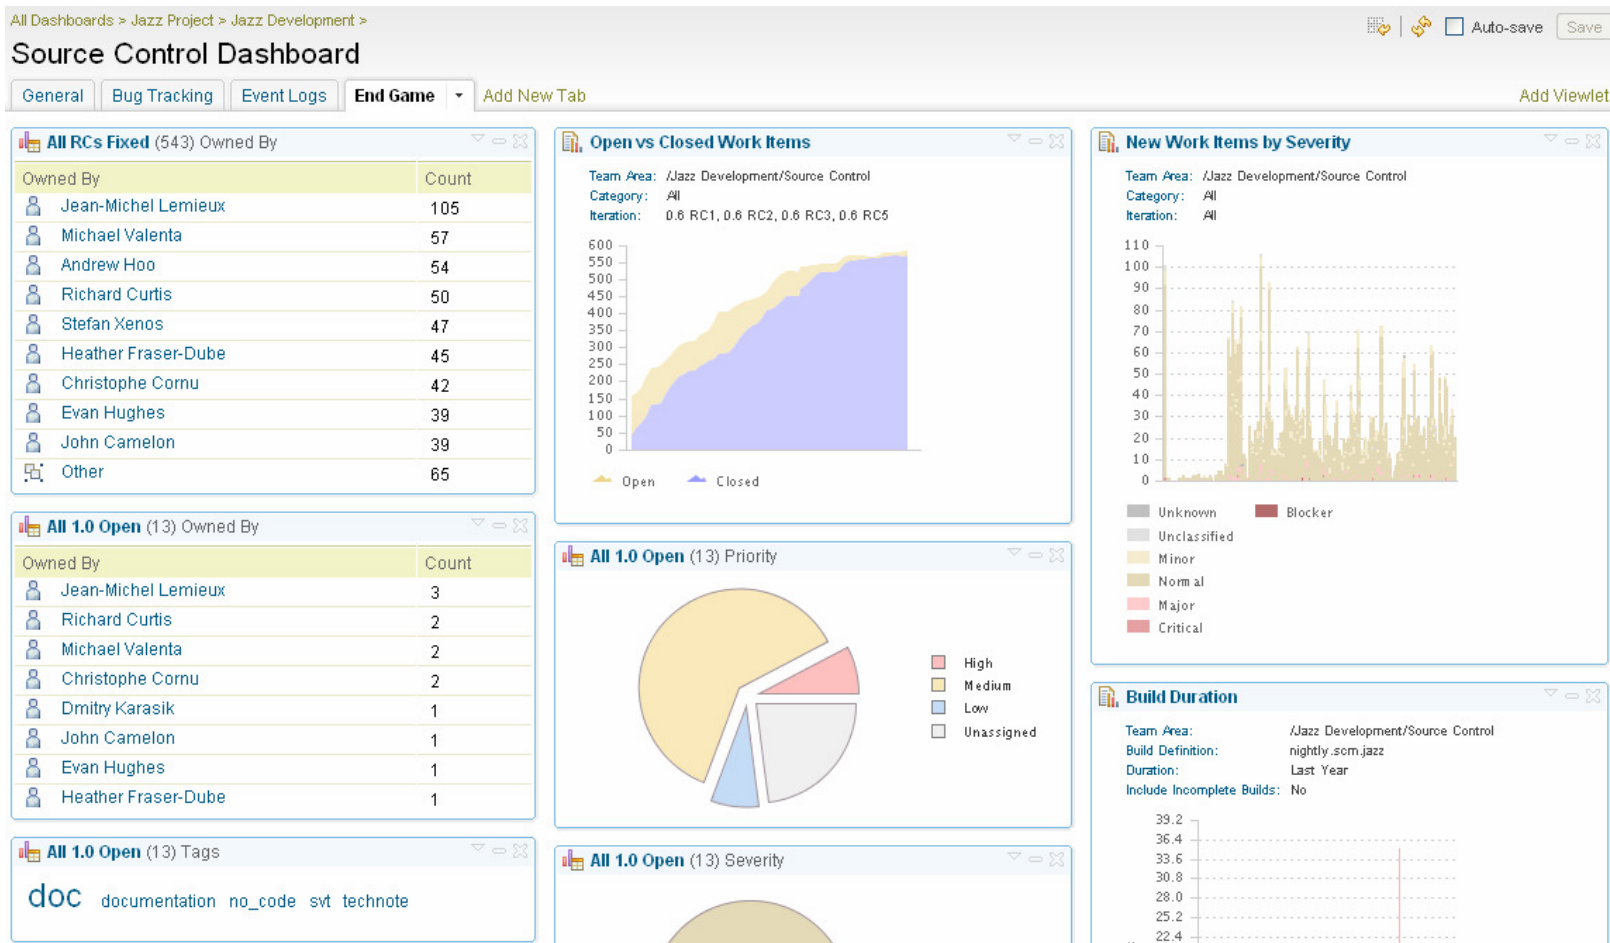 All Dashboards > Jazz Project > Jazz Development >
Auto-save
Save
Source Control Dashboard
General
Bug Tracking
Event Logs
End Game
Add New Tab
Add Viewlet
All RCs Fixed (543) Owned By
Owned By Count
Jean-Michel Lemieux 105
Michael Valenta 57
Andrew Hoo 54
Richard Curtis 50
Stefan Xenos 47
Heather Fraser-Dube 45
Christophe Cornu 42
Evan Hughes 39
John Camelon 39
Other 65
All 1.0 Open (13) Owned By
Owned By Count
Jean-Michel Lemieux 3
Richard Curtis 2
Michael Valenta 2
Christophe Cornu 2
Dmitry Karasik 1
John Camelon 1
Evan Hughes 1
Heather Fraser-Dube 1
All 1.0 Open (13) Tags
doc documentation no_code svt technote
Open vs Closed Work Items
Team Area: /Jazz Development/Source Control
Category: All
Iteration: 0.6 RC1, 0.6 RC2, 0.6 RC3, 0.6 RC5
600
550
500
450
400
350
300
250
200
150
100
50
0
Open Closed
All 1.0 Open (13) Priority
High
Medium
Low
Unassigned
All 1.0 Open (13) Severity
New Work Items by Severity
Team Area: /Jazz Development/Source Control
Category: All
Iteration: All
110
100
90
80
70
60
50
40
30
20
10
0
Unknown Blocker
Unclassified
Minor
Normal
Major
Critical
Build Duration
Team Area: /Jazz Development/Source Control
Build Definition: nightly.scm.jazz
Duration: Last Year
Include Incomplete Builds: No
39.2
36.4
33.6
30.8
28.0
25.2
22.4